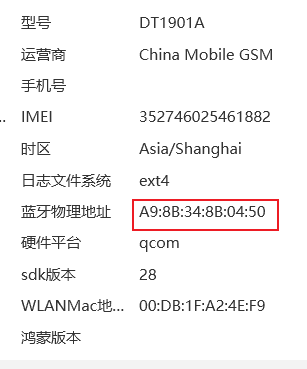 型号 DT1901A
运营商 China Mobile GSM
手机号
... IMEI 352746025461882
时区 Asia/Shanghai
日志文件系统 ext4
蓝牙物理地址 A9:8B:34:8B:04:50
硬件平台 qcom
sdk版本 28
WLANMac地... 00:DB:1F:A2:4E:F9
鸿蒙版本